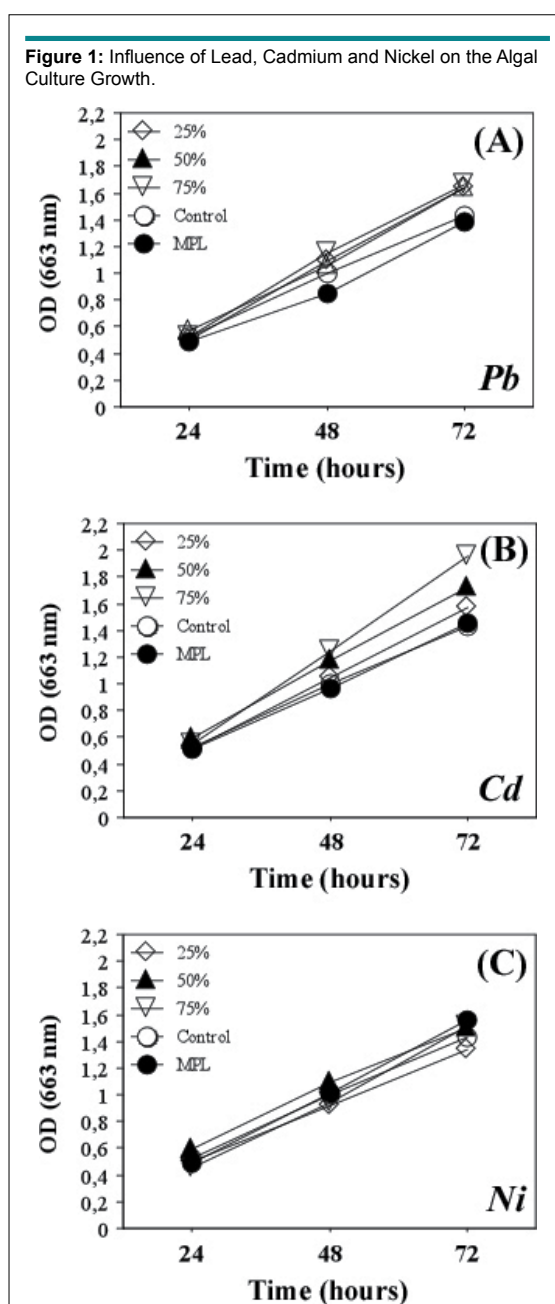 Figure 1: Influence of Lead, Cadmium and Nickel on the Algal
Culture Growth.
2,2
2
1,8
1,6
1,4
1,2
1
0,8
0,6
0,4
0,2
0
OD (663 nm)
25%
50%
75%
Control
MPL
(A)
Pb
24 48 72
Time (hours)
2,2
2
1,8
1,6
1,4
1,2
1
0,8
0,6
0,4
0,2
0
OD (663 nm)
25%
50%
75%
Control
MPL
(B)
Cd
24 48 72
Time (hours)
2,2
2
1,8
1,6
1,4
1,2
1
0,8
0,6
0,4
0,2
0
OD (663 nm)
25%
50%
75%
Control
MPL
(C)
Ni
24 48 72
Time (hours)